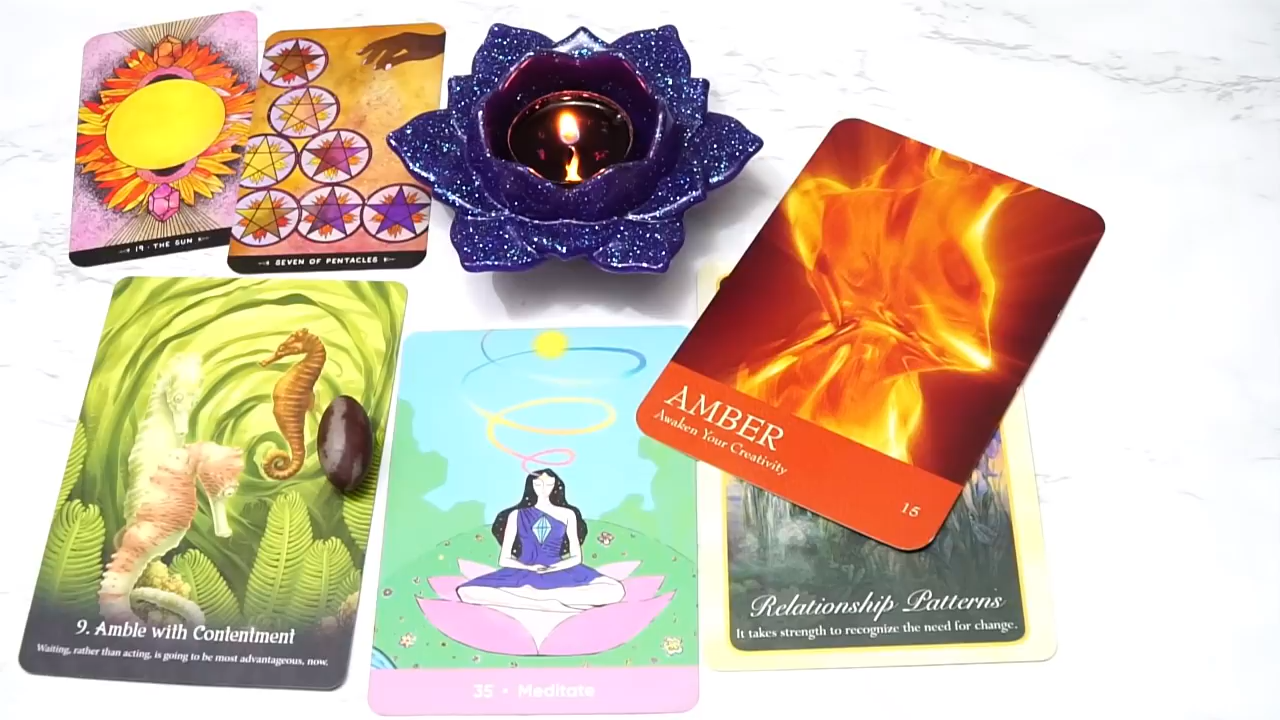 19 · THE SUN
SEVEN OF PENTACLES
AMBER
Awaken Your Creativity
15
9. Amble with Contentment
Waiting, rather than acting, is going to be most advantageous, now.
35 · Meditate
Relationship Patterns
It takes strength to recognize the need for change.